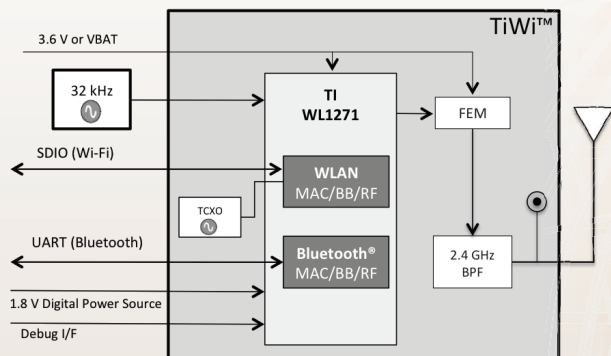 TiWi™
3.6 V or VBAT
32 kHz
TI
WL1271
FEM
SDIO (Wi-Fi)
WLAN
MAC/BB/RF
TCXO
UART (Bluetooth)
Bluetooth®
MAC/BB/RF
2.4 GHz
BPF
1.8 V Digital Power Source
Debug I/F